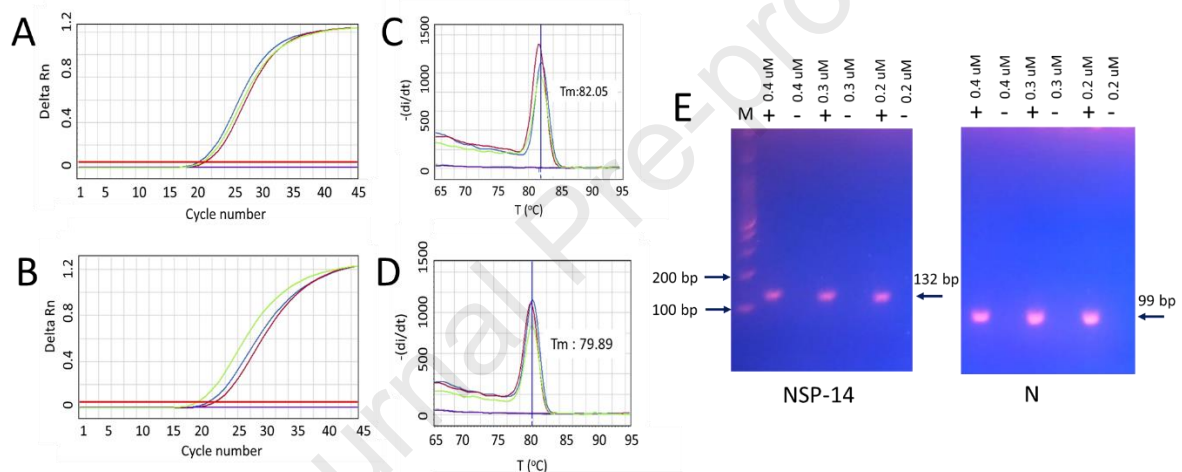 A
Delta Rn
1.2
0.8
0.4
0
1 5 10 15 20 25 30 35 40 45
Cycle number
C
-(di/dt)
1500
1000
500
0
Tm:82.05
65 70 75 80 85 90 95
T (°C)
B
Delta Rn
1.2
0.8
0.4
0
1 5 10 15 20 25 30 35 40 45
Cycle number
D
-(di/dt)
1500
1000
500
0
Tm : 79.89
65 70 75 80 85 90 95
T (°C)
E
M + 0.4 uM - 0.4 uM + 0.3 uM - 0.3 uM + 0.2 uM - 0.2 uM
200 bp
100 bp
132 bp
NSP-14
+ 0.4 uM - 0.4 uM + 0.3 uM - 0.3 uM + 0.2 uM - 0.2 uM
99 bp
N
urnal Pre-pro